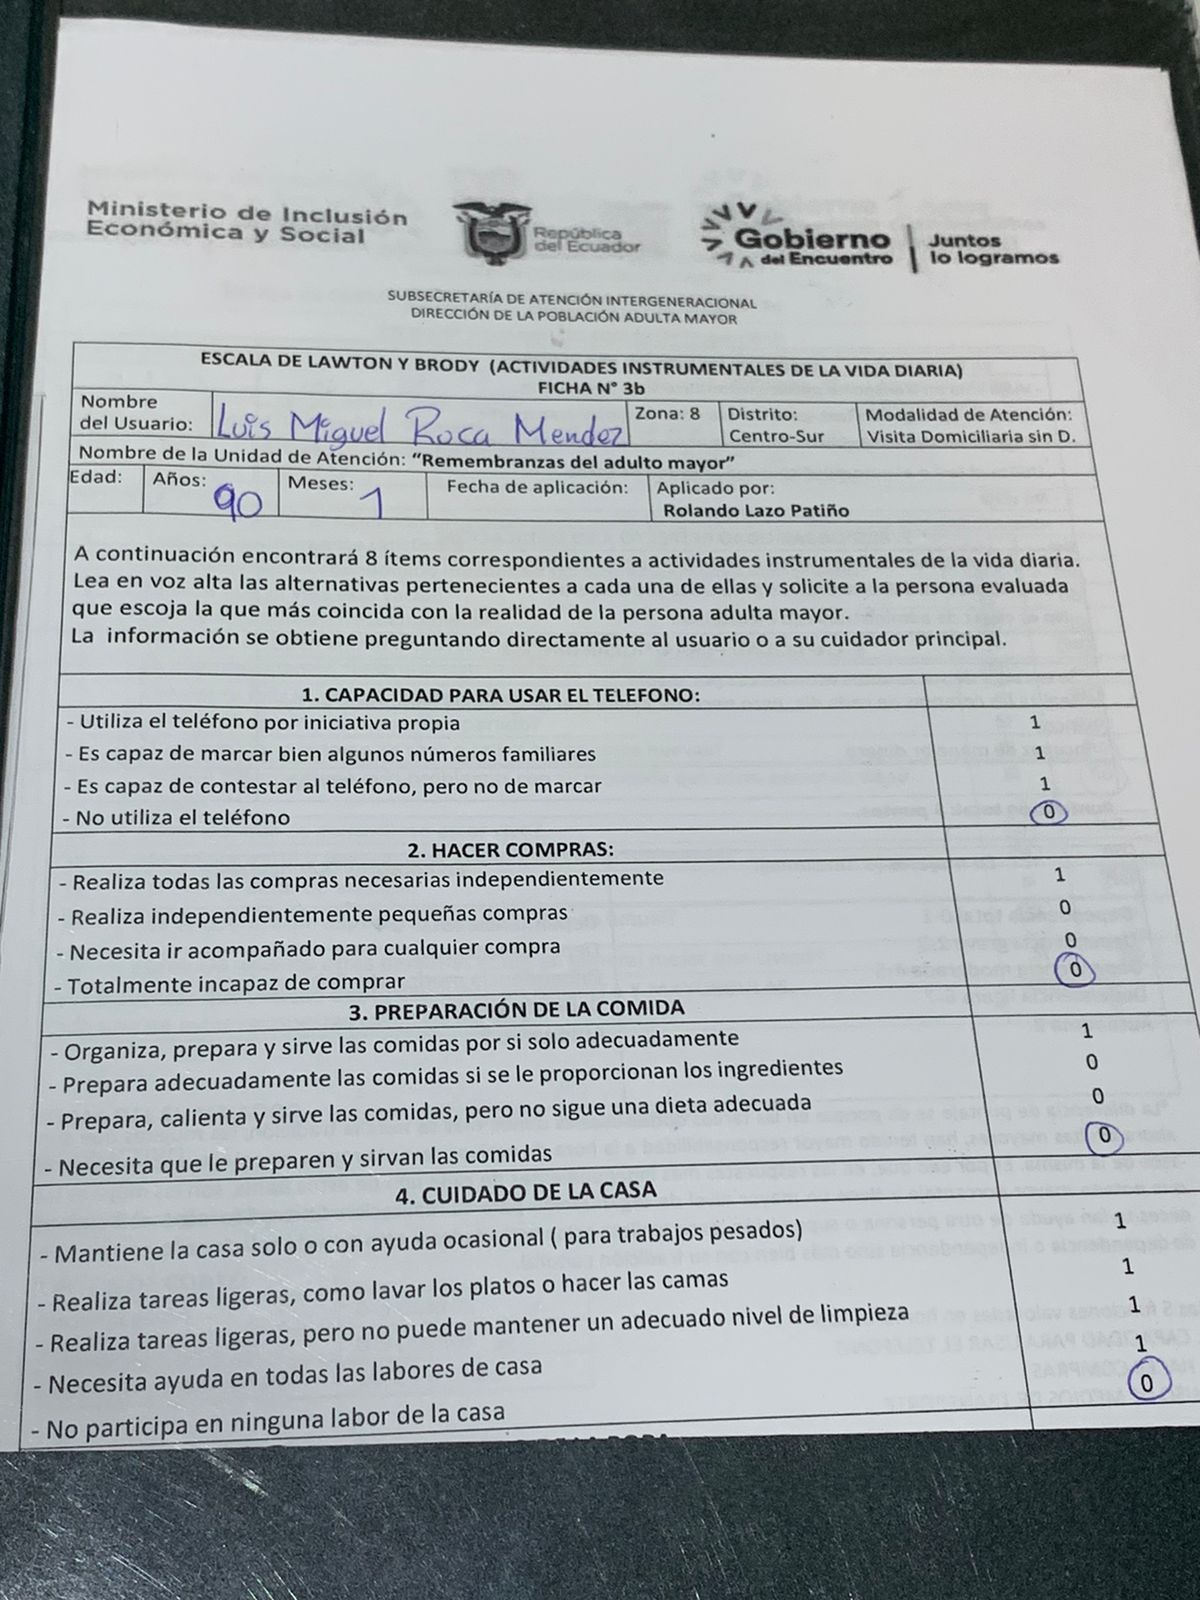 Ministerio de Inclusión
Económica y Social
República
del Ecuador
Gobierno
del Encuentro
Juntos
lo logramos
SUBSECRETARÍA DE ATENCIÓN INTERGENERACIONAL
DIRECCIÓN DE LA POBLACIÓN ADULTA MAYOR
ESCALA DE LAWTON Y BRODY (ACTIVIDADES INSTRUMENTALES DE LA VIDA DIARIA)
FICHA N° 3b
Nombre del Usuario: Luis Miguel Roca Mendez Zona: 8 Distrito: Centro-Sur Modalidad de Atención: Visita Domiciliaria sin D.
Nombre de la Unidad de Atención: “Remembranzas del adulto mayor”
Edad: Años: 90 Meses: 1 Fecha de aplicación: Aplicado por: Rolando Lazo Patiño
A continuación encontrará 8 ítems correspondientes a actividades instrumentales de la vida diaria.
Lea en voz alta las alternativas pertenecientes a cada una de ellas y solicite a la persona evaluada
que escoja la que más coincida con la realidad de la persona adulta mayor.
La información se obtiene preguntando directamente al usuario o a su cuidador principal.
1. CAPACIDAD PARA USAR EL TELEFONO:
- Utiliza el teléfono por iniciativa propia 1
- Es capaz de marcar bien algunos números familiares 1
- Es capaz de contestar al teléfono, pero no de marcar 1
- No utiliza el teléfono 0
2. HACER COMPRAS:
- Realiza todas las compras necesarias independientemente 1
- Realiza independientemente pequeñas compras 0
- Necesita ir acompañado para cualquier compra 0
- Totalmente incapaz de comprar 0
3. PREPARACIÓN DE LA COMIDA
- Organiza, prepara y sirve las comidas por si solo adecuadamente 1
- Prepara adecuadamente las comidas si se le proporcionan los ingredientes 0
- Prepara, calienta y sirve las comidas, pero no sigue una dieta adecuada 0
- Necesita que le preparen y sirvan las comidas 0
4. CUIDADO DE LA CASA
- Mantiene la casa solo o con ayuda ocasional ( para trabajos pesados) 1
- Realiza tareas ligeras, como lavar los platos o hacer las camas 1
- Realiza tareas ligeras, pero no puede mantener un adecuado nivel de limpieza 1
- Necesita ayuda en todas las labores de casa 1
- No participa en ninguna labor de la casa 0